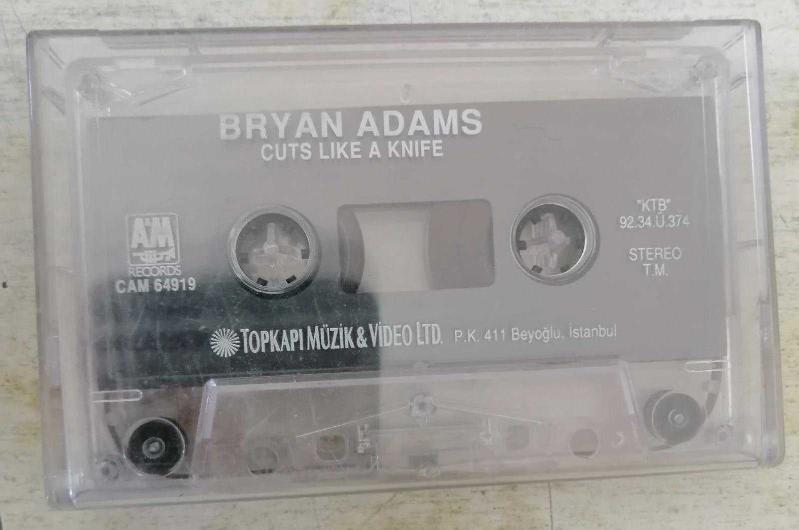 BRYAN ADAMS
CUTS LIKE A KNIFE
A&M
RECORDS
CAM 64919
"KTB"
92.34.Ü.374
STEREO
T.M.
TOPKAPI MÜZİK & VİDEO LTD. P.K. 411 Beyoğlu, İstanbul